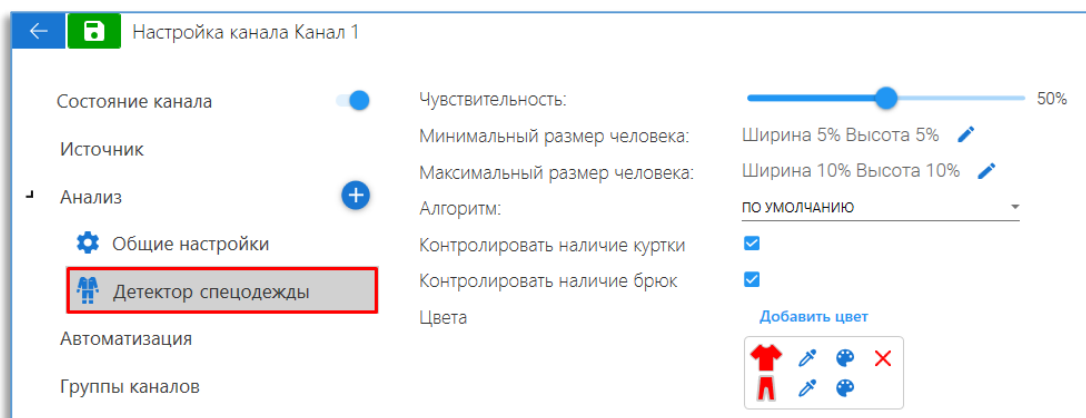 Настройка канала Канал 1
Состояние канала
Источник
Анализ
Общие настройки
Детектор спецодежды
Автоматизация
Группы каналов
Чувствительность: 50%
Минимальный размер человека: Ширина 5% Высота 5%
Максимальный размер человека: Ширина 10% Высота 10%
Алгоритм: ПО УМОЛЧАНИЮ
Контролировать наличие куртки
Контролировать наличие брюк
Цвета Добавить цвет